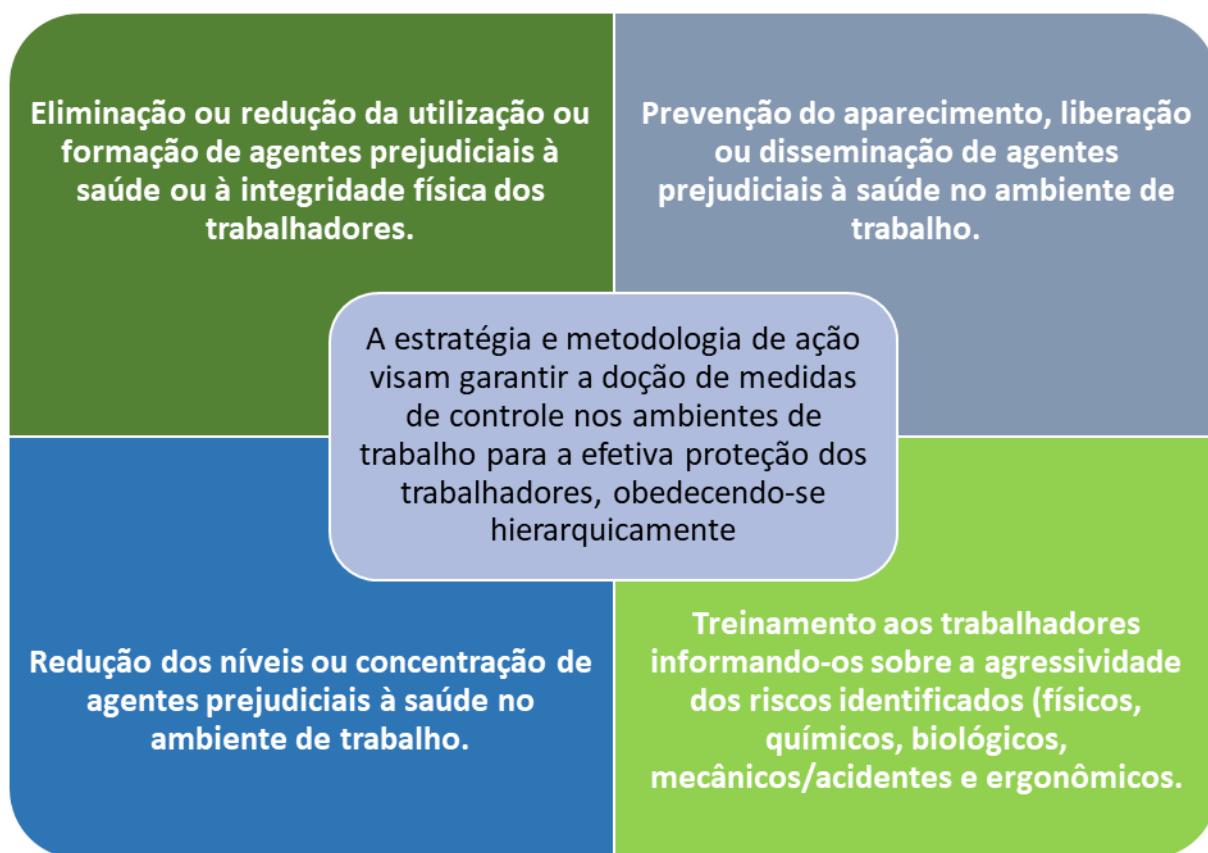 Eliminação ou redução da utilização ou
formação de agentes prejudiciais à
saúde ou à integridade física dos
trabalhadores.
Prevenção do aparecimento, liberação
ou disseminação de agentes
prejudiciais à saúde no ambiente de
trabalho.
A estratégia e metodologia de ação
visam garantir a doção de medidas
de controle nos ambientes de
trabalho para a efetiva proteção dos
trabalhadores, obedecendo-se
hierarquicamente
Redução dos níveis ou concentração de
agentes prejudiciais à saúde no
ambiente de trabalho.
Treinamento aos trabalhadores
informando-os sobre a agressividade
dos riscos identificados (físicos,
químicos, biológicos,
mecânicos/acidentes e ergonômicos.